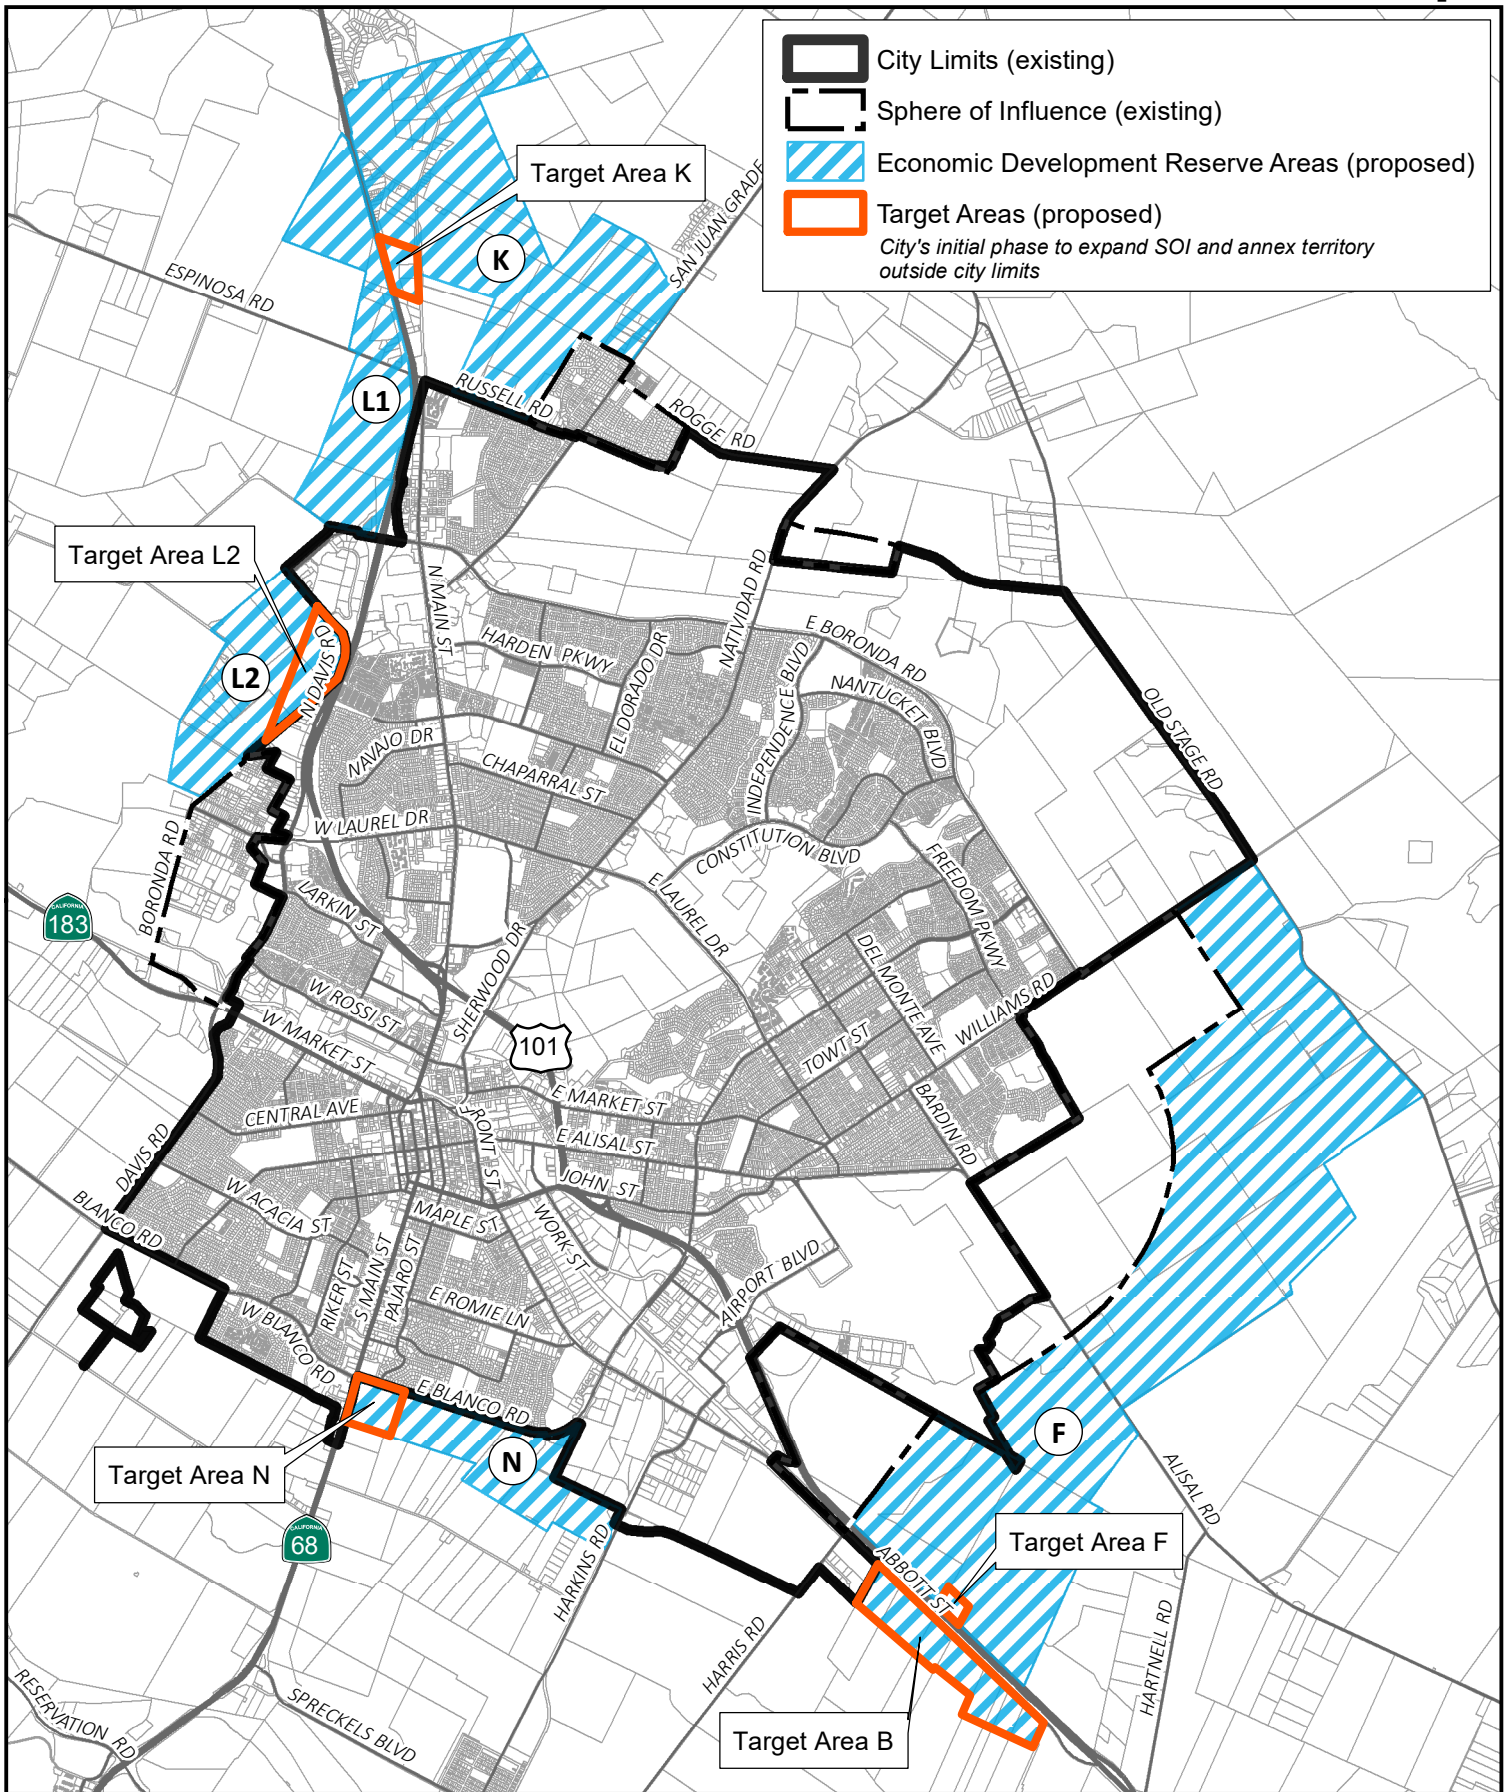 City Limits (existing)
Sphere of Influence (existing)
Economic Development Reserve Areas (proposed)
Target Areas (proposed)
City's initial phase to expand SOI and annex territory
outside city limits
Target Area K
SAN JUAN GRADE
K
ESPINOSA RD
L1
RUSSELL RD
ROGGE RD
Target Area L2
N MAIN ST
NATIVIDAD RD
HARDEN PKWY
EL DORADO DR
E BORONDA RD
INDEPENDENCE BLVD
NANTUCKET BLVD
OLD STAGE RD
N DAVIS RD
L2
NAVAJO DR
CHAPARRAL ST
W LAUREL DR
CONSTITUTION BLVD
BORONDA RD
LARKIN ST
E LAUREL DR
FREEDOM PKWY
CALIFORNIA
183
SHERWOOD DR
DEL MONTE AVE
W ROSSI ST
WILLIAMS RD
W MARKET ST
101
TOWT ST
E MARKET ST
BARDIN RD
CENTRAL AVE
FRONT ST
E ALISAL ST
DAVIS RD
JOHN ST
BLANCO RD
W ACACIA ST
MAPLE ST
WORK ST
RIKER ST
S MAIN ST
PAJARO ST
AIRPORT BLVD
E ROMIE LN
W BLANCO RD
E BLANCO RD
F
N
Target Area N
ALISAL RD
CALIFORNIA
68
Target Area F
ABBOTT ST
HARKINS RD
HARRIS RD
HARTNELL RD
RESERVATION RD
SPRECKELS BLVD
Target Area B